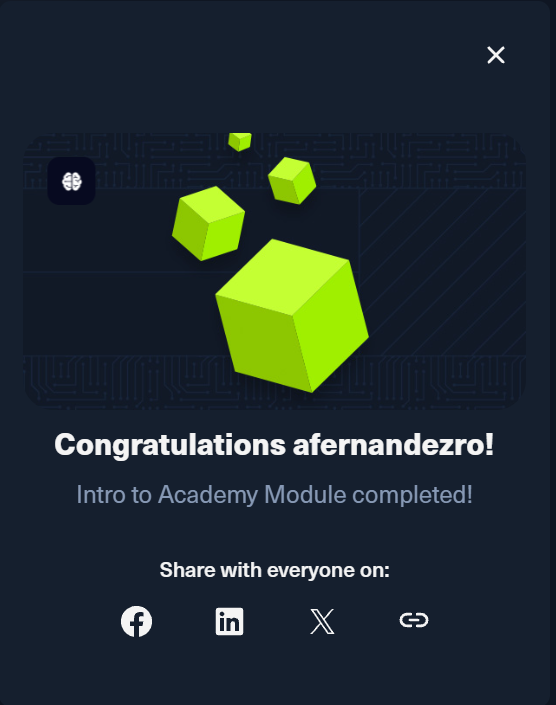 Congratulations afernandezro!
Intro to Academy Module completed!
Share with everyone on: